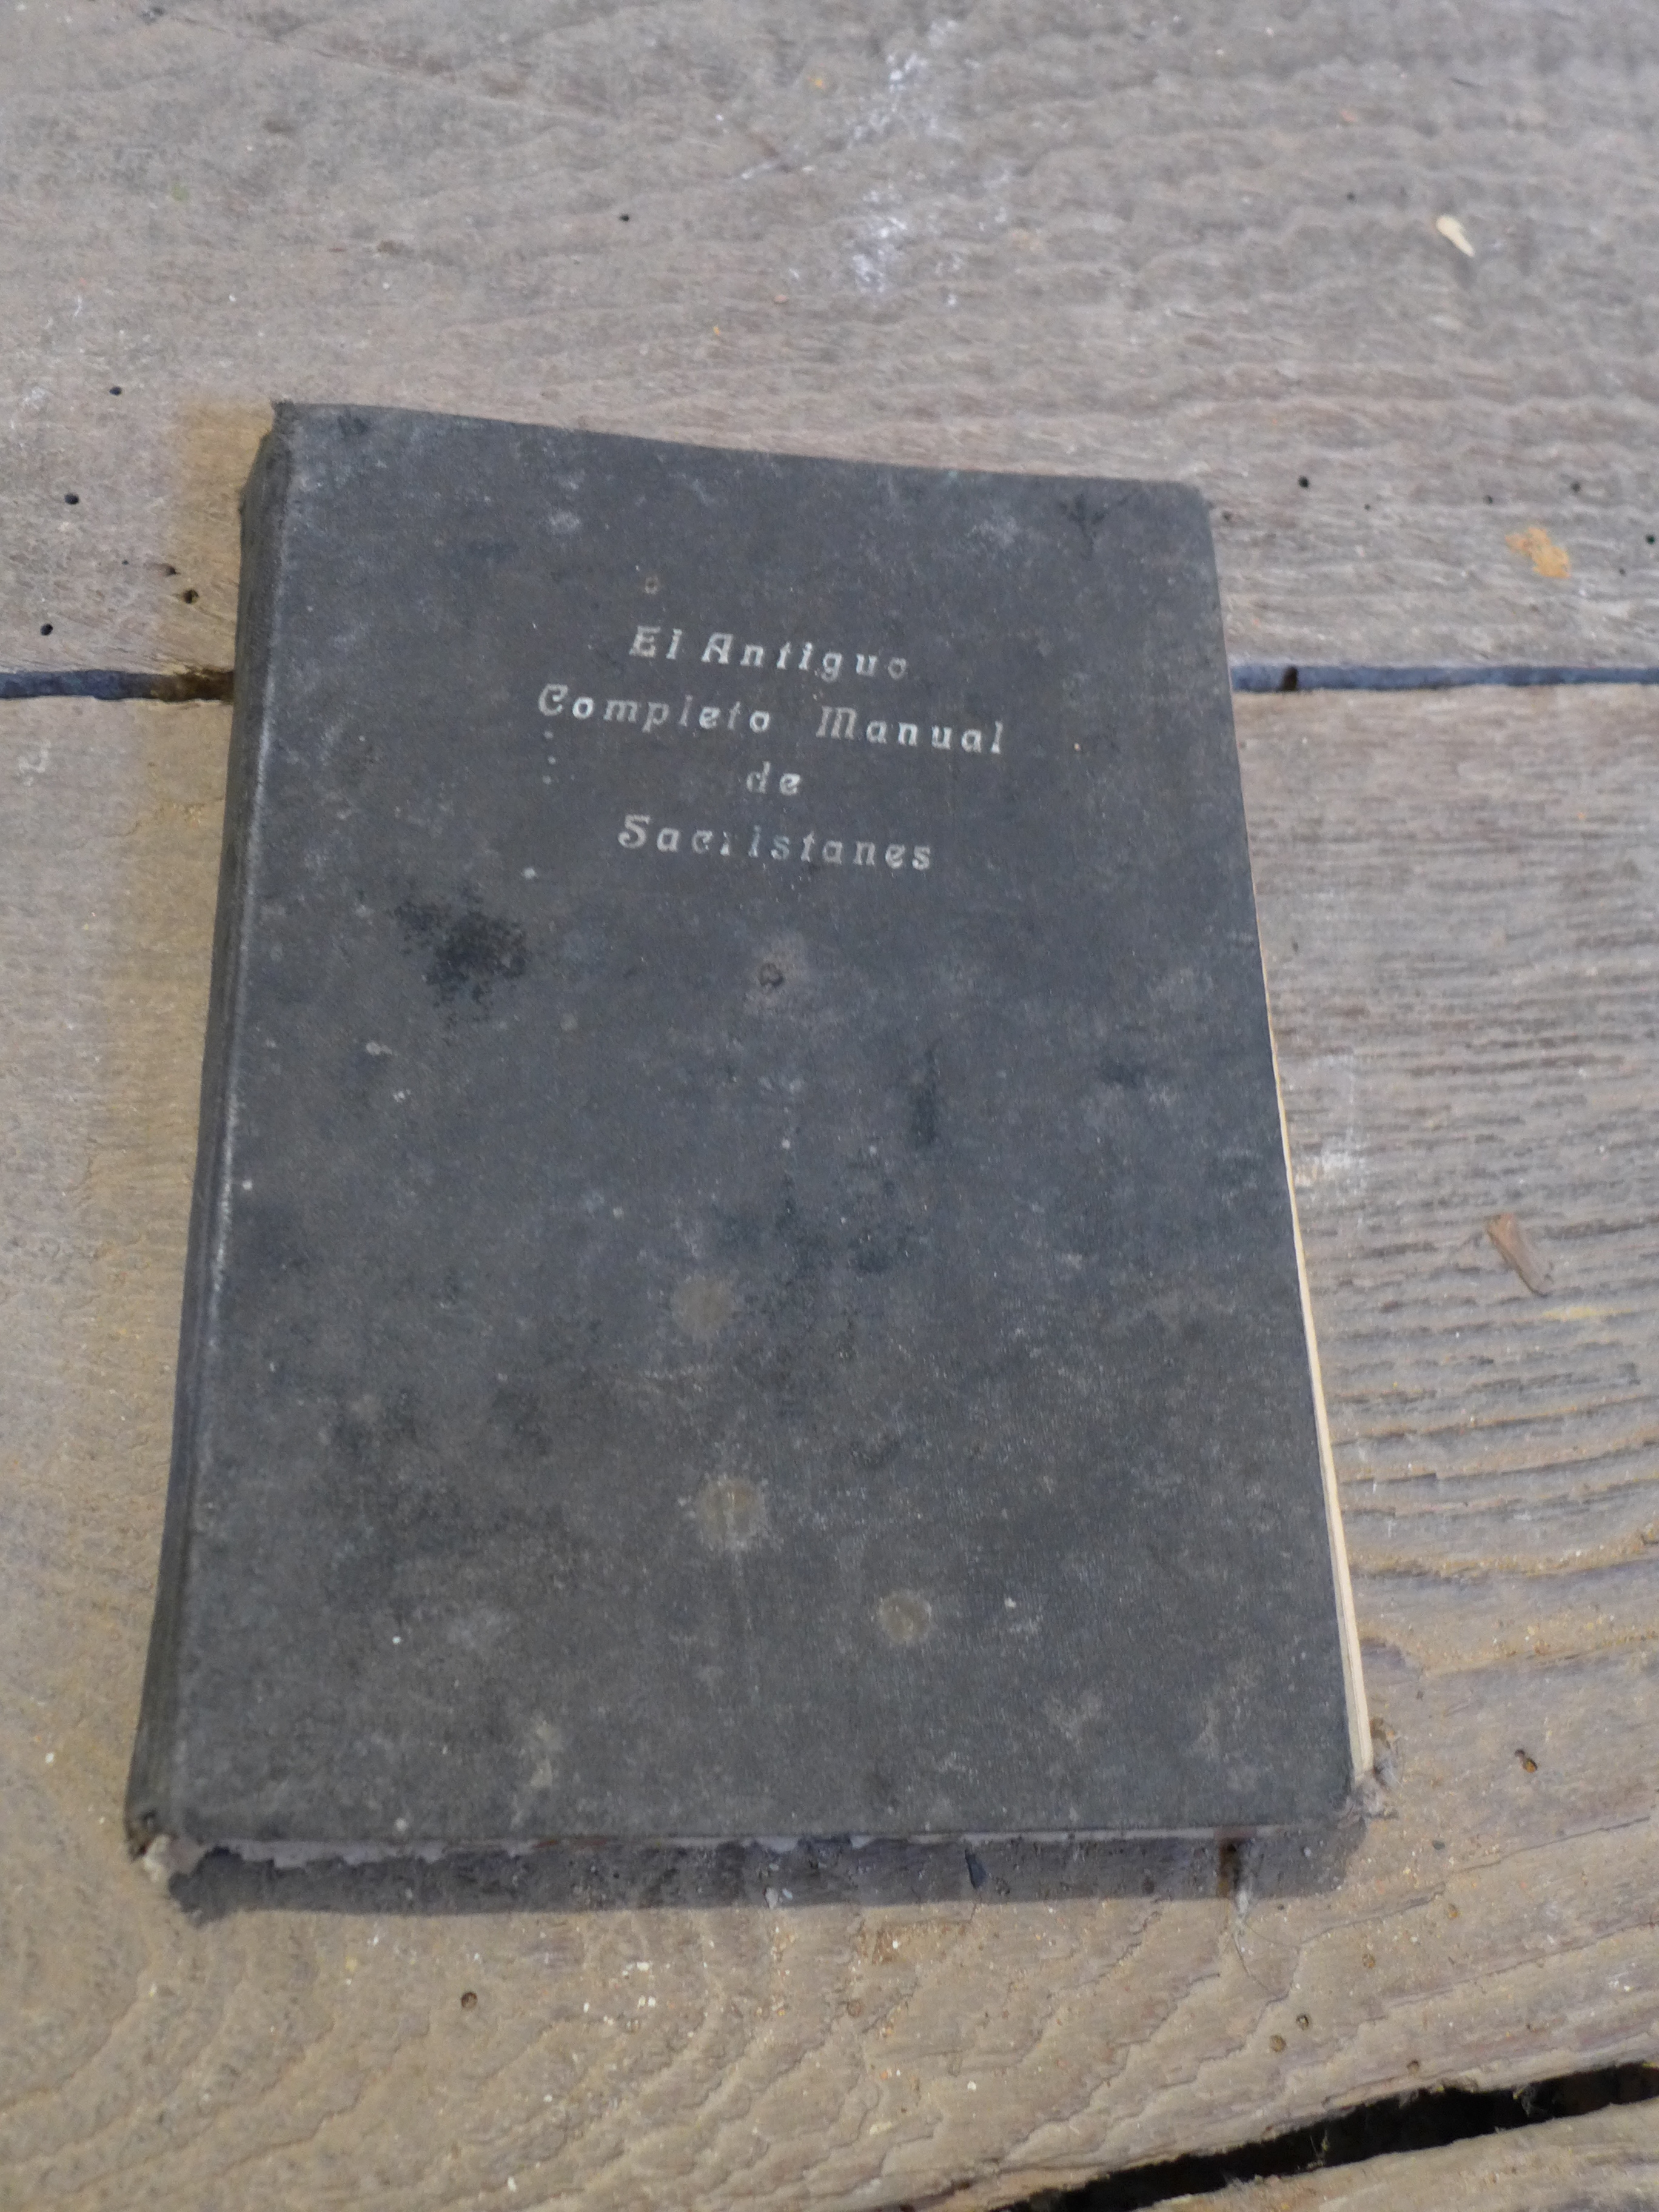 El Antiguo
Completo Manual
de
Sacristanes